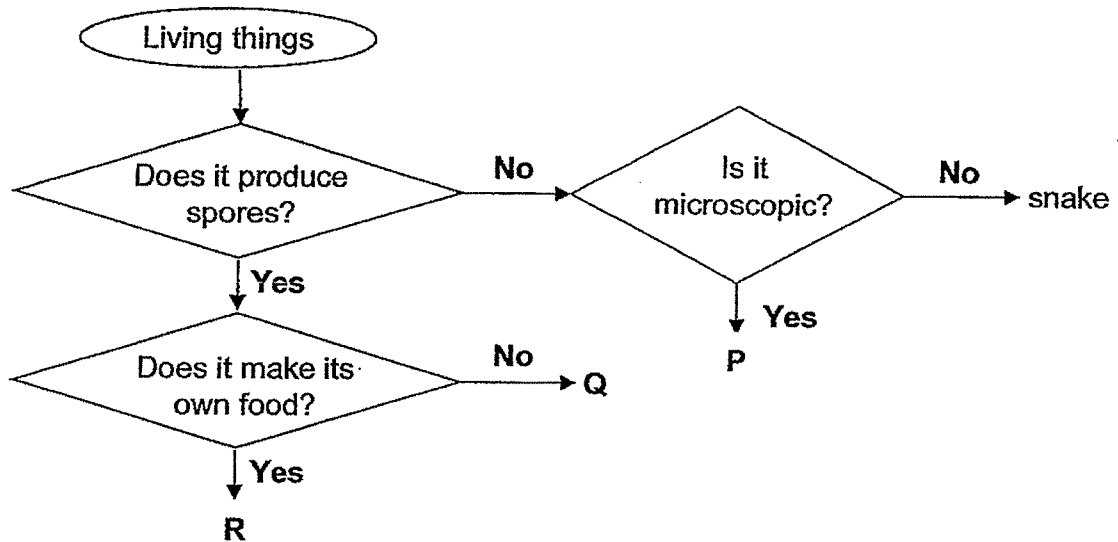 Living things
Does it produce
spores?
No
Is it
microscopic?
No
snake
Yes
Yes
P
Does it make its
own food?
No
Q
Yes
R